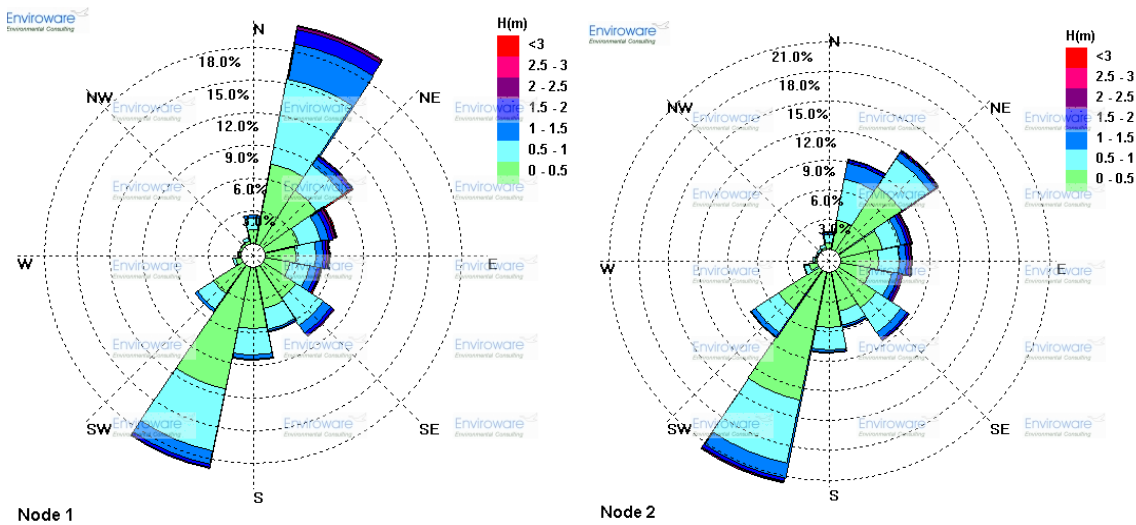 Enviroware
Environmental Consulting
N
NE
E
SE
S
SW
W
NW
18.0%
15.0%
12.0%
9.0%
6.0%
3.0%
H(m)
<3
2.5 - 3
2 - 2.5
1.5 - 2
1 - 1.5
0.5 - 1
0 - 0.5
Node 1
Enviroware
Environmental Consulting
N
NE
E
SE
S
SW
W
NW
21.0%
18.0%
15.0%
12.0%
9.0%
6.0%
3.0%
H(m)
<3
2.5 - 3
2 - 2.5
1.5 - 2
1 - 1.5
0.5 - 1
0 - 0.5
Node 2